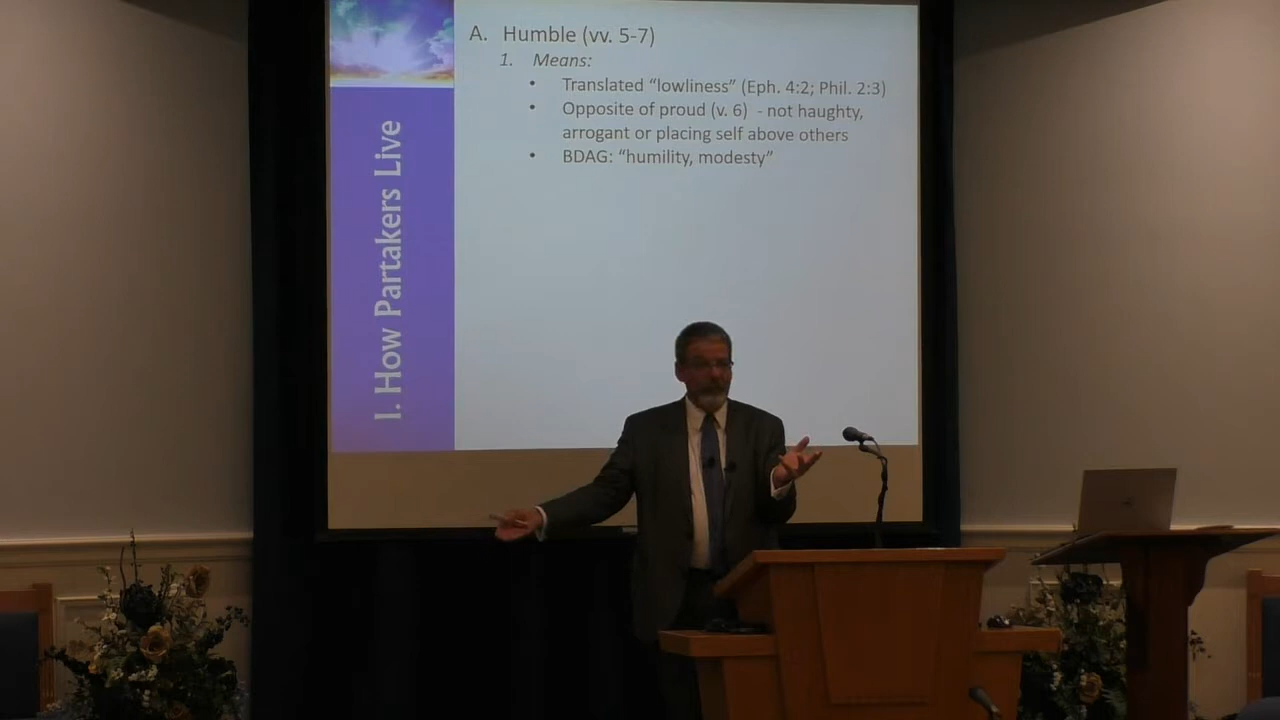 I. How Partakers Live
A. Humble (vv. 5-7)
1. Means:
• Translated “lowliness” (Eph. 4:2; Phil. 2:3)
• Opposite of proud (v. 6) - not haughty,
arrogant or placing self above others
• BDAG: “humility, modesty”